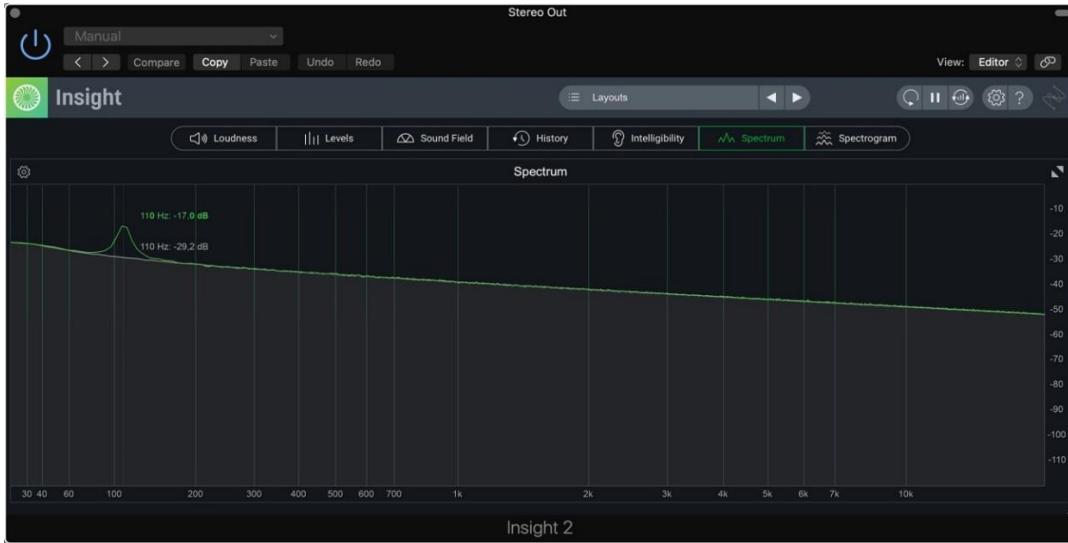 Stereo Out
Manual
Compare Copy Paste Undo Redo View: Editor
Insight Layouts ?
Loudness Levels Sound Field History Intelligibility Spectrum Spectrogram
Spectrum
110 Hz: -17,0 dB
110 Hz: -29,2 dB
-10
-20
-30
-40
-50
-60
-70
-80
-90
-100
-110
30 40 60 100 200 300 400 500 600 700 1k 2k 3k 4k 5k 6k 7k 10k
Insight 2